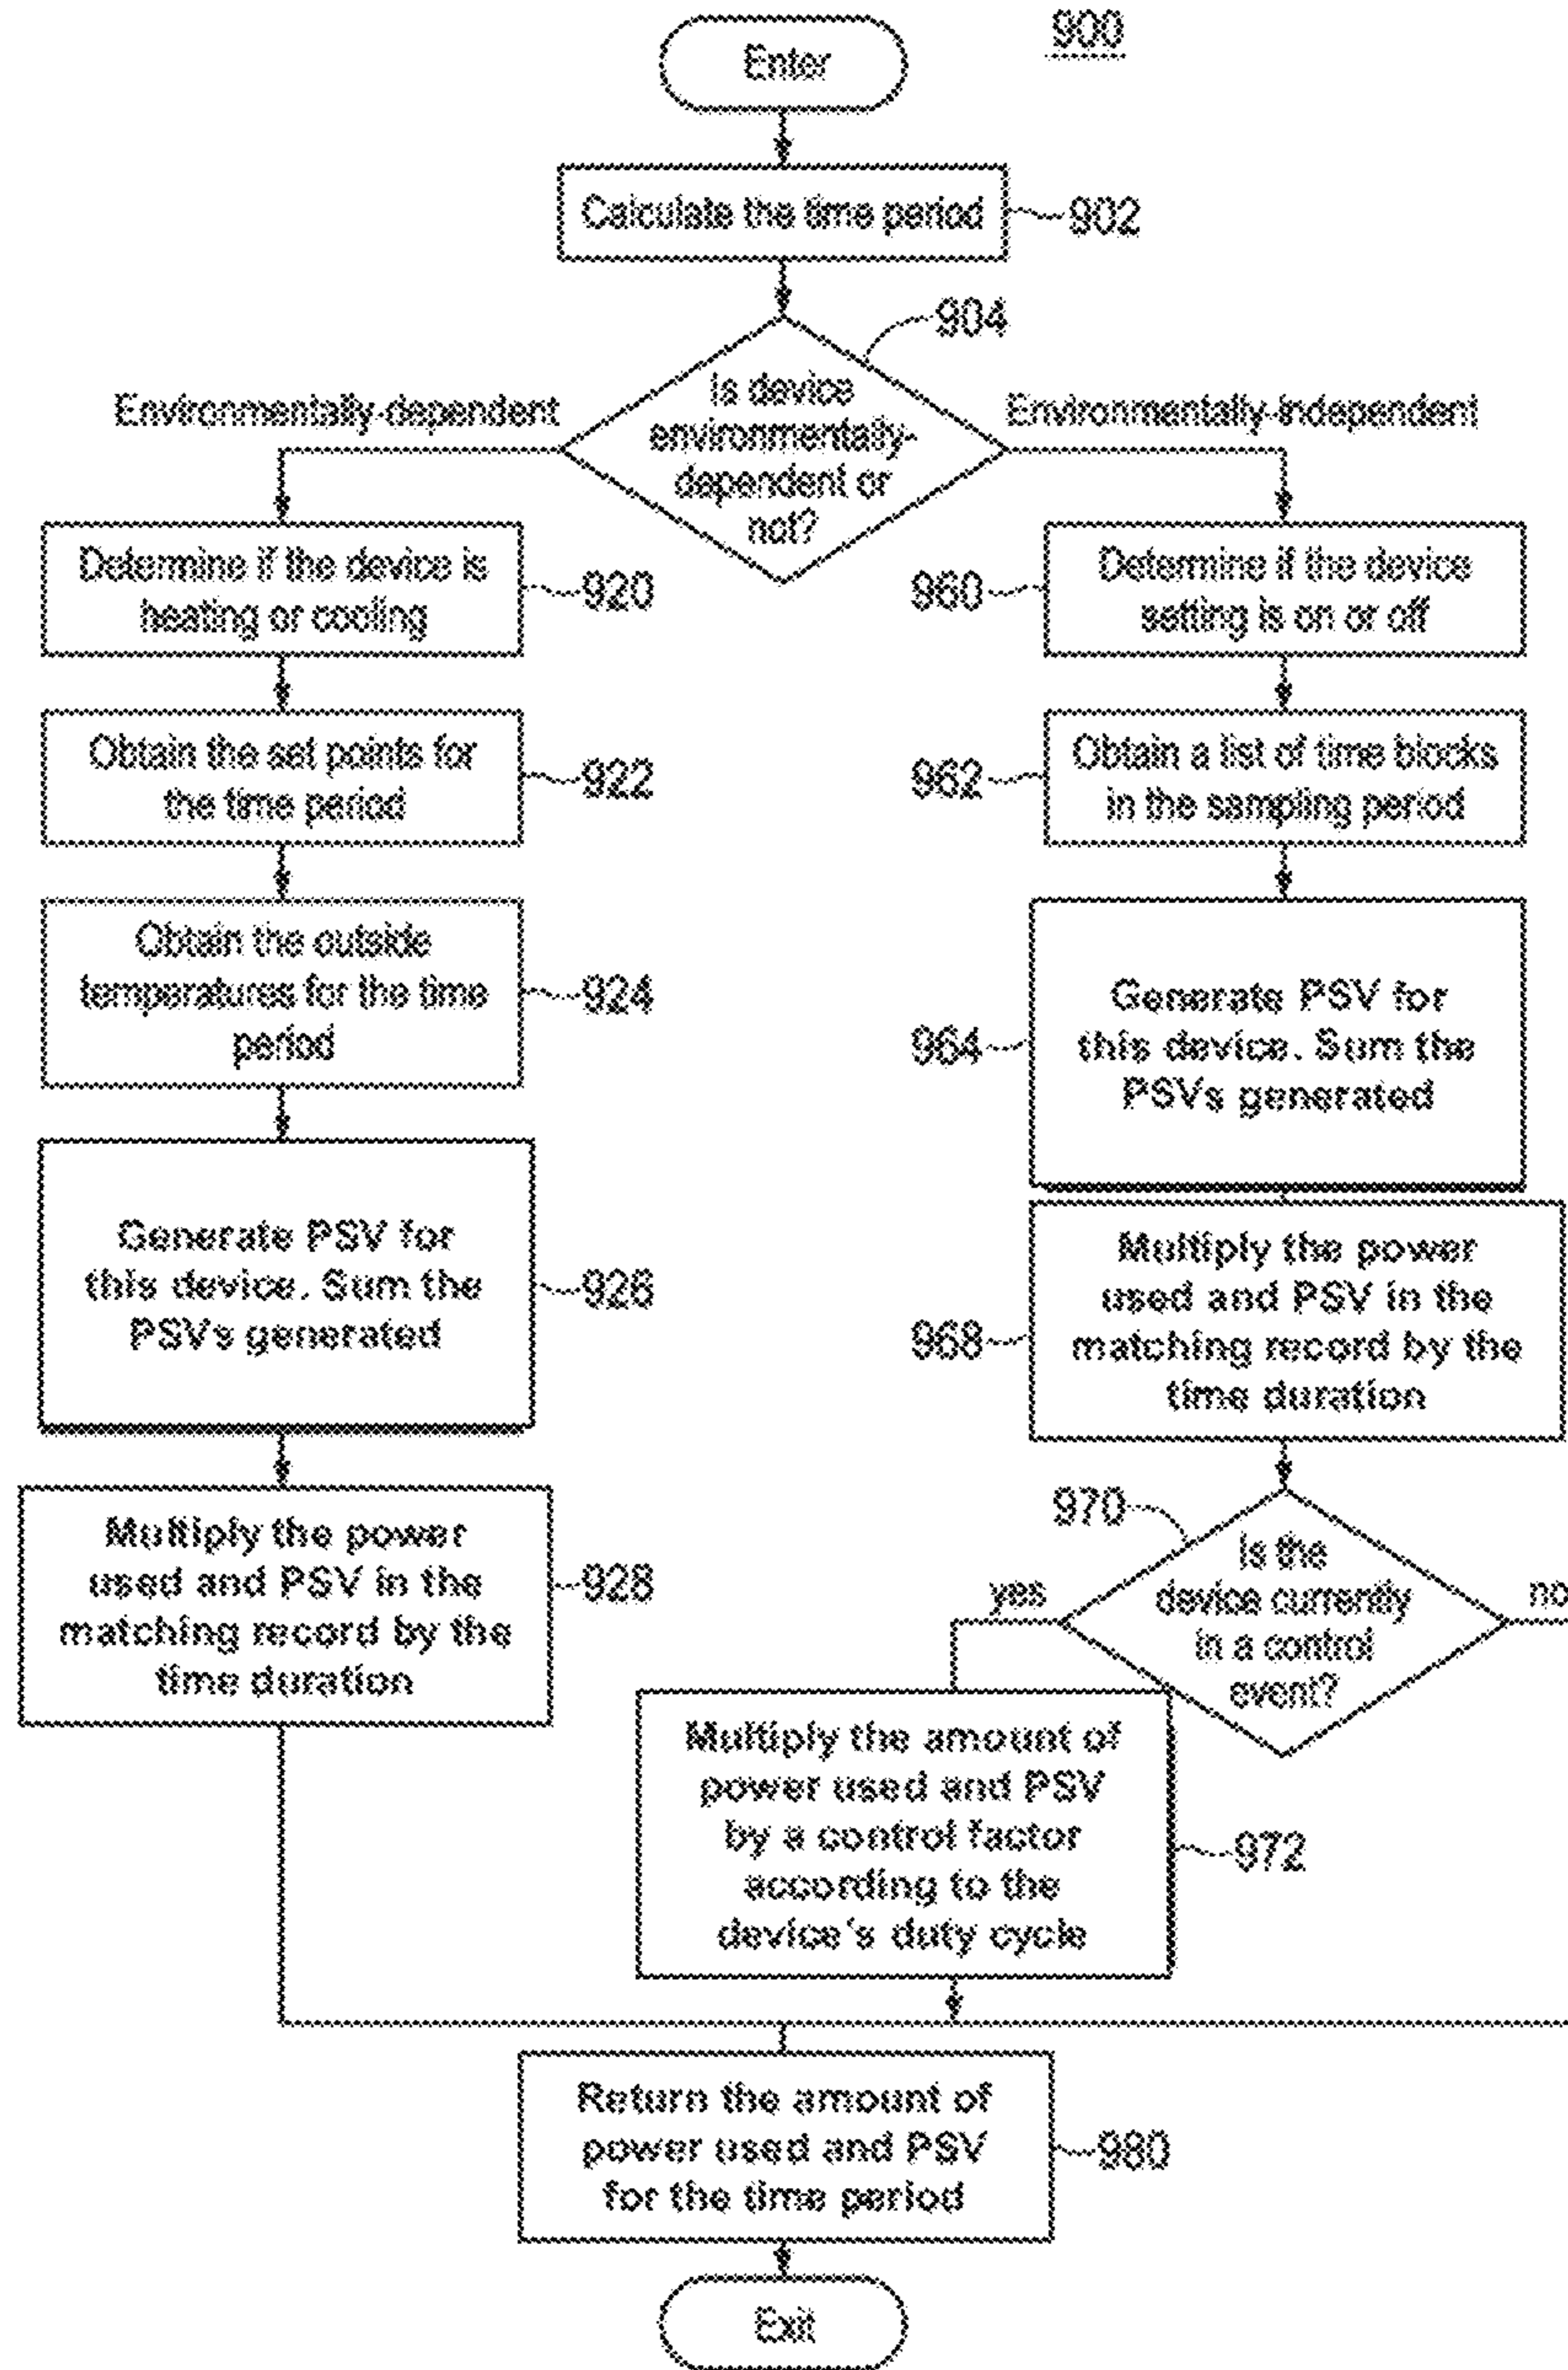 900
Enter
Calculate the time period
902
904
Is device
environmentally-
dependent or
not?
Environmentally-dependent
Environmentally-independent
Determine if the device is
heating or cooling
920
Obtain the set points for
the time period
922
Obtain the outside
temperatures for the time
period
924
Generate PSV for
this device. Sum the
PSVs generated
926
Multiply the power
used and PSV in the
matching record by the
time duration
928
Determine if the device
setting is on or off
960
Obtain a list of time blocks
in the sampling period
962
Generate PSV for
this device. Sum the
PSVs generated
964
Multiply the power
used and PSV in the
matching record by the
time duration
968
970
Is the
device currently
in a control
event?
yes
no
Multiply the amount of
power used and PSV
by a control factor
according to the
device's duty cycle
972
Return the amount of
power used and PSV
for the time period
980
Exit